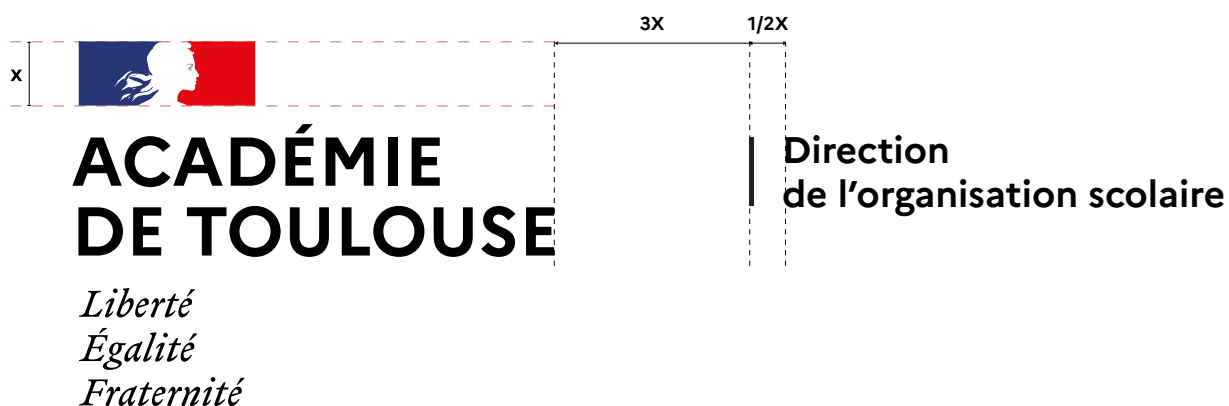 3X
1/2X
X
ACADÉMIE
DE TOULOUSE
Liberté
Égalité
Fraternité
Direction
de l’organisation scolaire